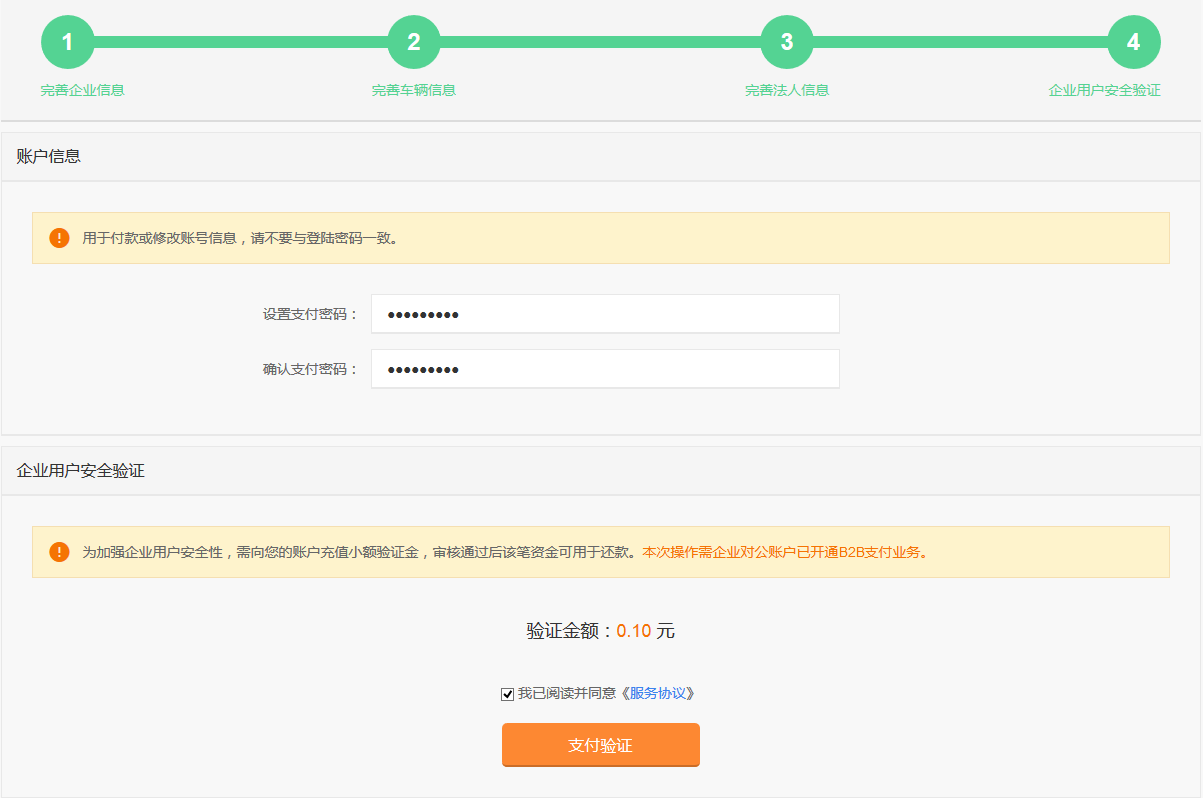 1 2 3 4
完善企业信息 完善车辆信息 完善法人信息 企业用户安全验证
账户信息
用于付款或修改账号信息，请不要与登陆密码一致。
设置支付密码： •••••••••
确认支付密码： •••••••••
企业用户安全验证
为加强企业用户安全性，需向您的账户充值小额验证金，审核通过后该笔资金可用于还款。本次操作需企业对公账户已开通B2B支付业务。
验证金额：0.10 元
我已阅读并同意《服务协议》
支付验证